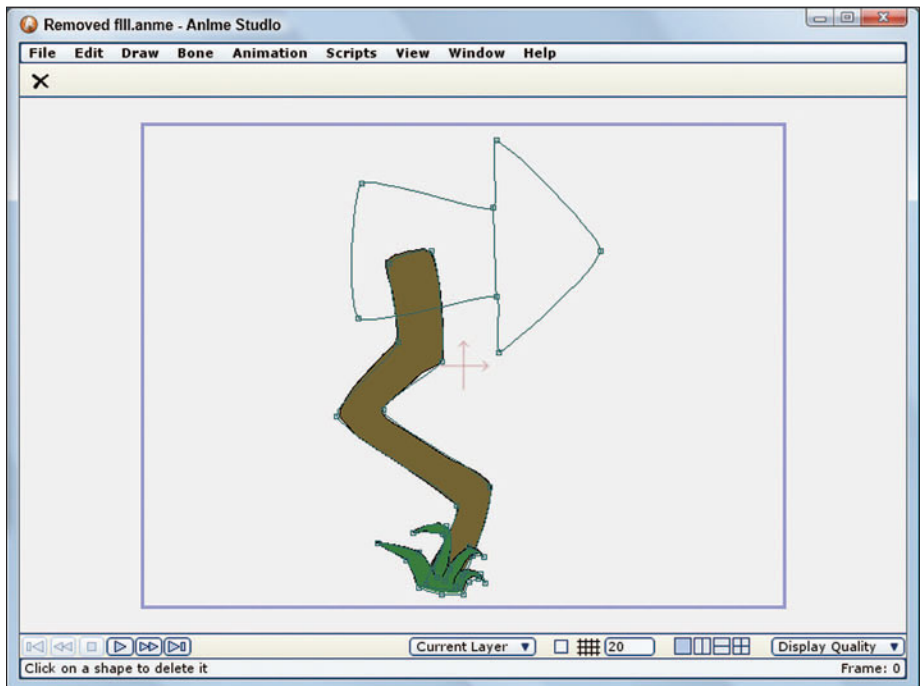 Removed fIll.anme - AnIme Studio
File Edit Draw Bone Animation Scripts View Window Help
Current Layer 20 Display Quality
Click on a shape to delete it Frame: 0